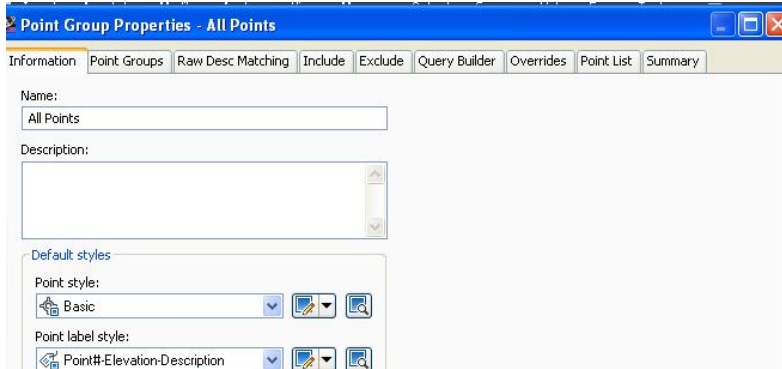 Point Group Properties - All Points
Information Point Groups Raw Desc Matching Include Exclude Query Builder Overrides Point List Summary
Name:
All Points
Description:
Default styles
Point style:
Basic
Point label style:
Point#-Elevation-Description